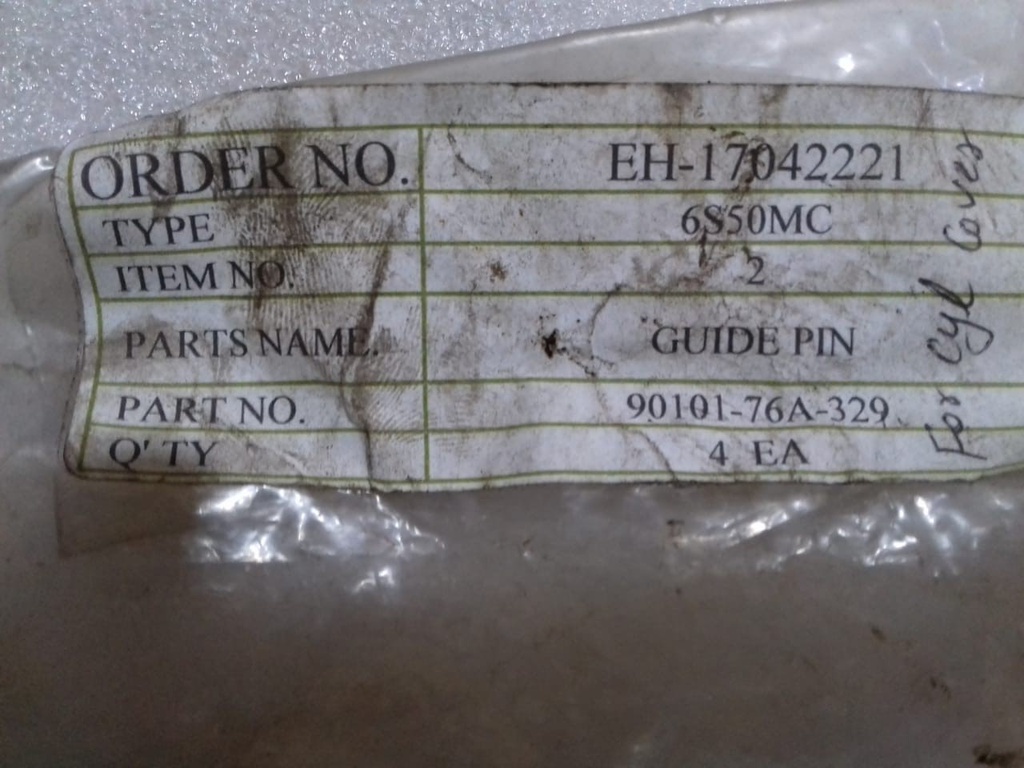 ORDER NO. EH-17042221
TYPE 6S50MC
ITEM NO. 2
PARTS NAME. GUIDE PIN
PART NO. 90101-76A-329
Q'TY 4 EA
For Cyl Cover